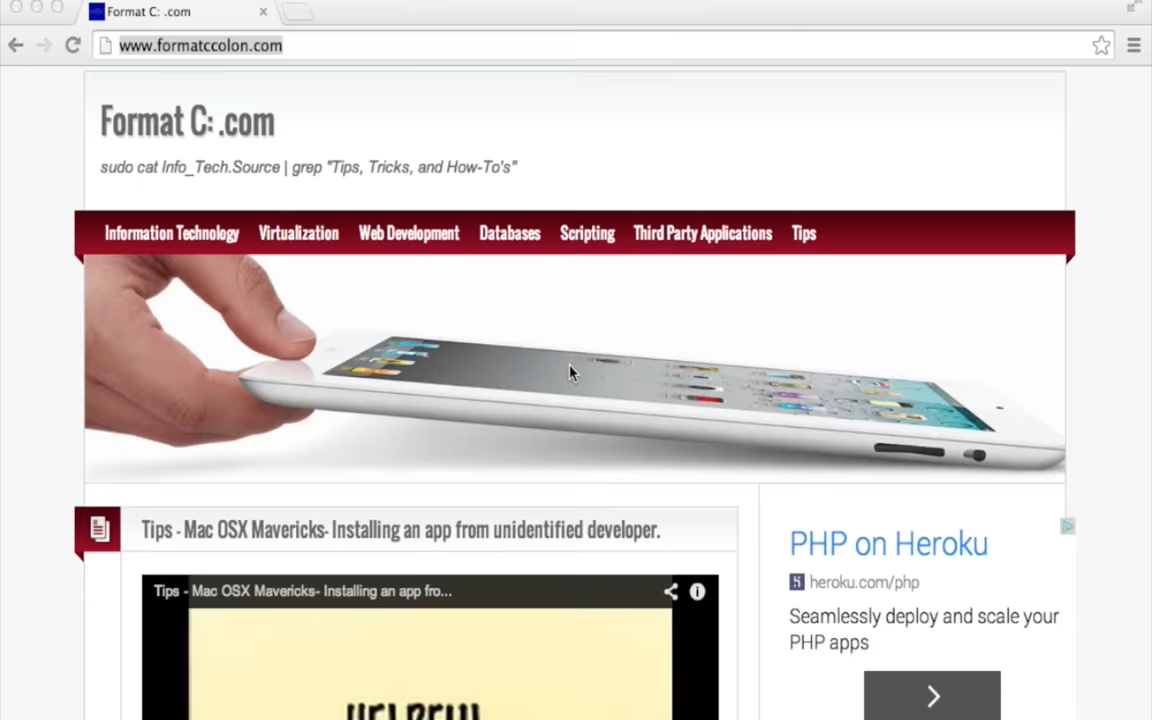 Format C: .com
www.formatccolon.com
Format C: .com
sudo cat Info_Tech.Source | grep "Tips, Tricks, and How-To's"
Information Technology Virtualization Web Development Databases Scripting Third Party Applications Tips
Tips - Mac OSX Mavericks- Installing an app from unidentified developer.
Tips - Mac OSX Mavericks- Installing an app fro...
PHP on Heroku
heroku.com/php
Seamlessly deploy and scale your
PHP apps